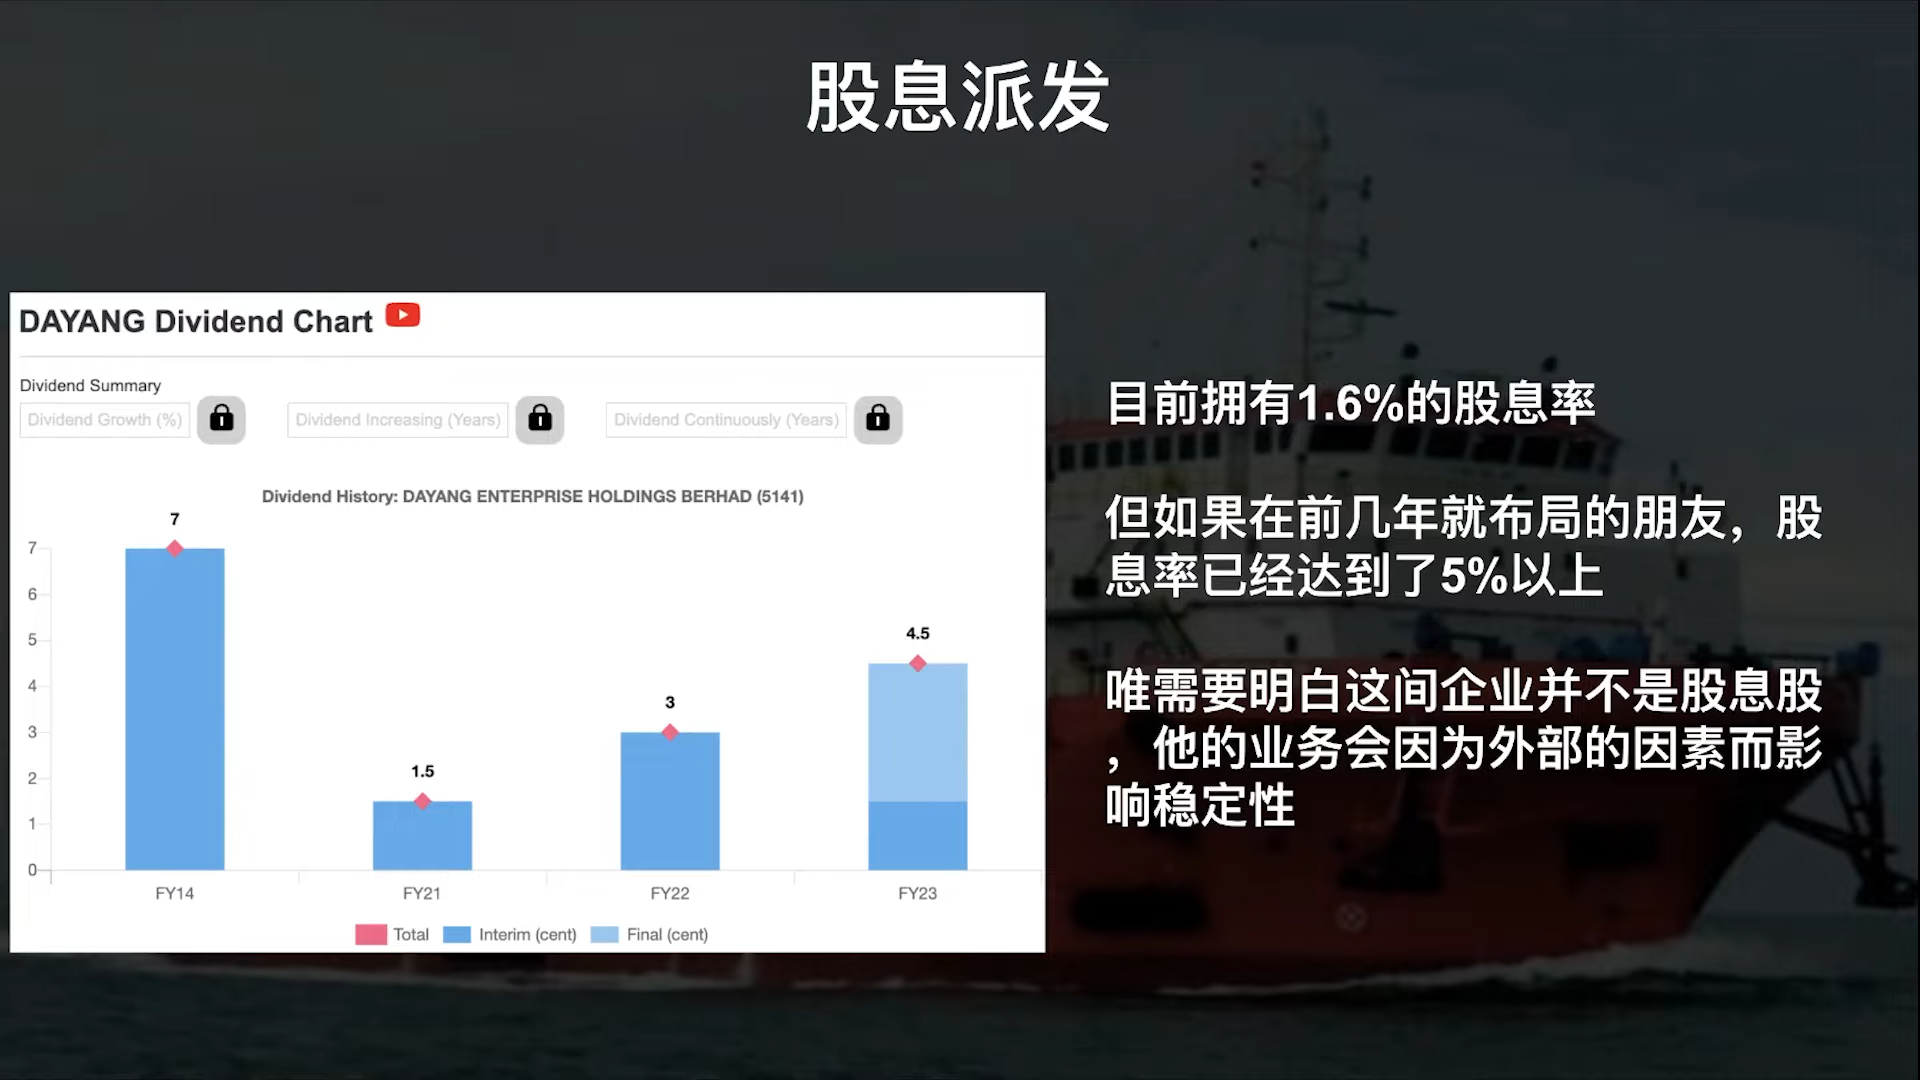 股息派发
DAYANG Dividend Chart
Dividend Summary
Dividend Growth (%)
Dividend Increasing (Years)
Dividend Continuously (Years)
Dividend History: DAYANG ENTERPRISE HOLDINGS BERHAD (5141)
7
6
5
4
3
2
1
0
7
1.5
3
4.5
FY14
FY21
FY22
FY23
Total
Interim (cent)
Final (cent)
目前拥有1.6%的股息率
但如果在前几年就布局的朋友，股
息率已经达到了5%以上
唯需要明白这间企业并不是股息股
，他的业务会因为外部的因素而影
响稳定性